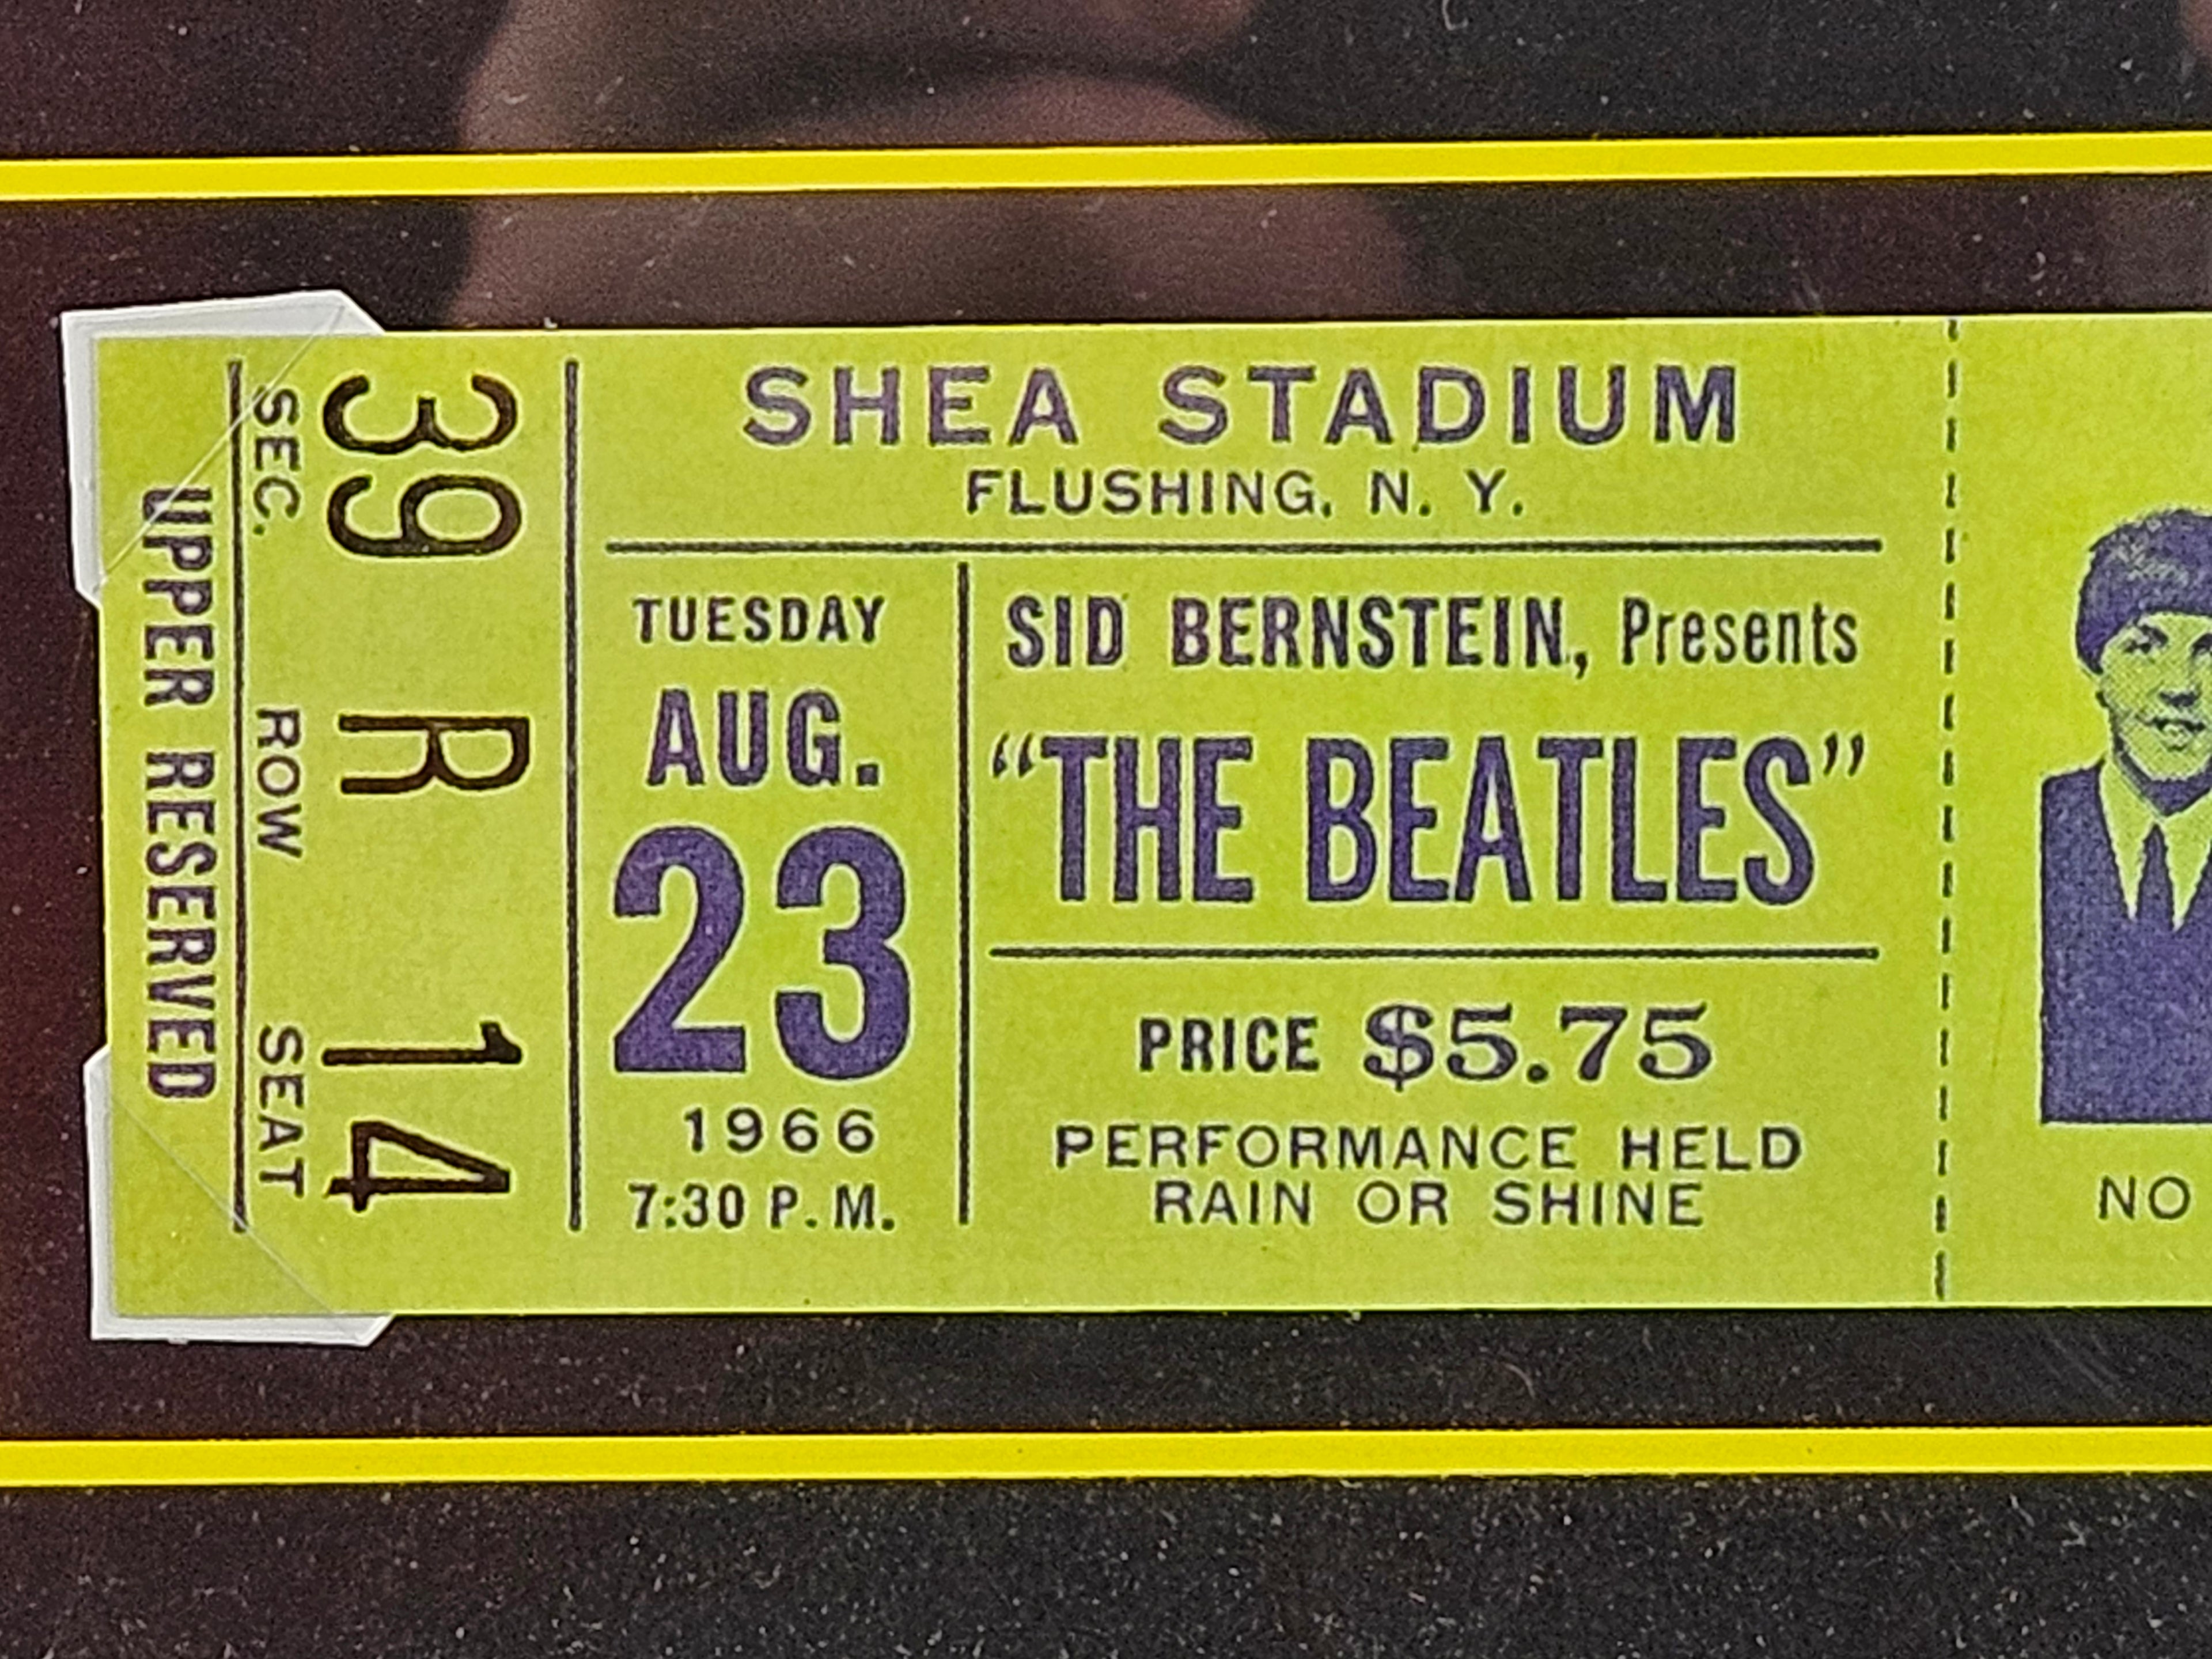 UPPER RESERVED
SEC. ROW SEAT
39 R 14
SHEA STADIUM
FLUSHING, N. Y.
TUESDAY
AUG.
23
1966
7:30 P. M.
SID BERNSTEIN, Presents
“THE BEATLES”
PRICE $5.75
PERFORMANCE HELD
RAIN OR SHINE
NO